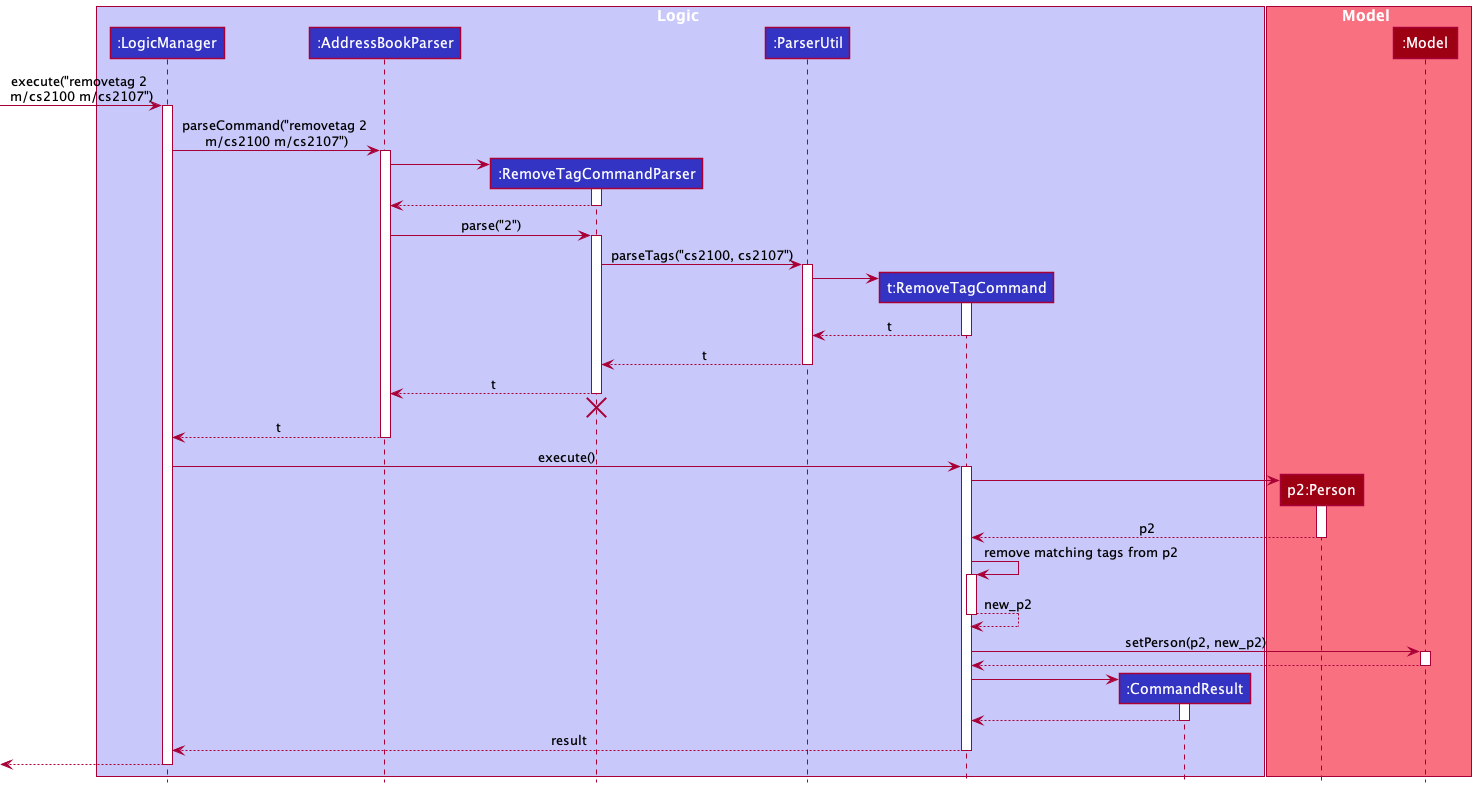 Logic
Model
:LogicManager
:AddressBookParser
:ParserUtil
:Model
execute("removetag 2
m/cs2100 m/cs2107")
parseCommand("removetag 2
m/cs2100 m/cs2107")
:RemoveTagCommandParser
parse("2")
parseTags("cs2100, cs2107")
t:RemoveTagCommand
t
t
t
t
execute()
p2:Person
p2
remove matching tags from p2
new_p2
setPerson(p2, new_p2)
:CommandResult
result